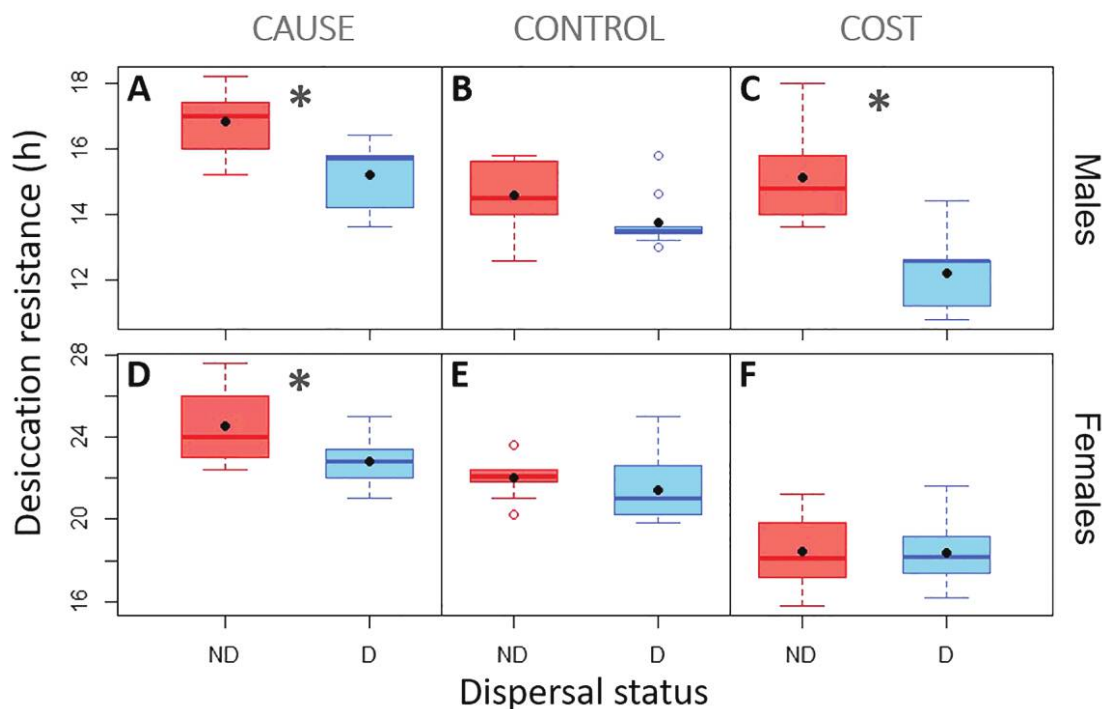 CAUSE CONTROL COST
Desiccation resistance (h)
18
16
14
12
A *
B
C *
Males
28
24
20
16
D *
E
F
Females
ND D ND D ND D
Dispersal status